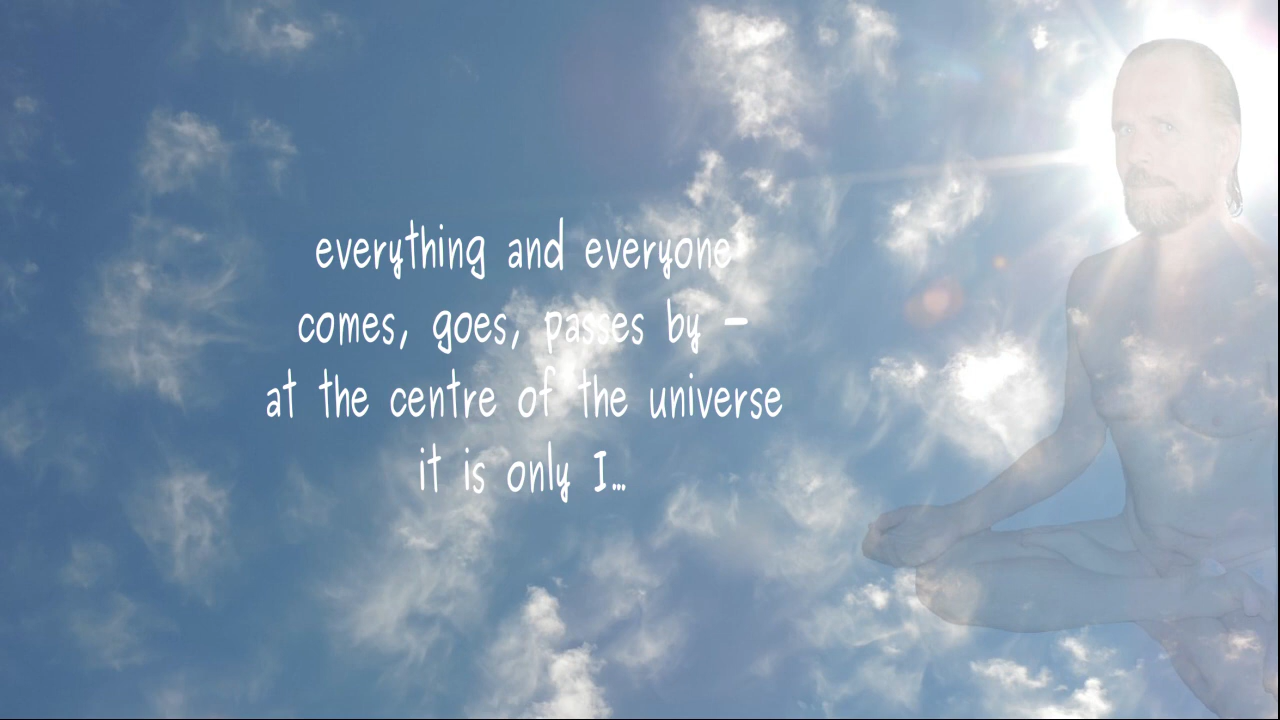 everything and everyone
comes, goes, passes by –
at the centre of the universe
it is only I...